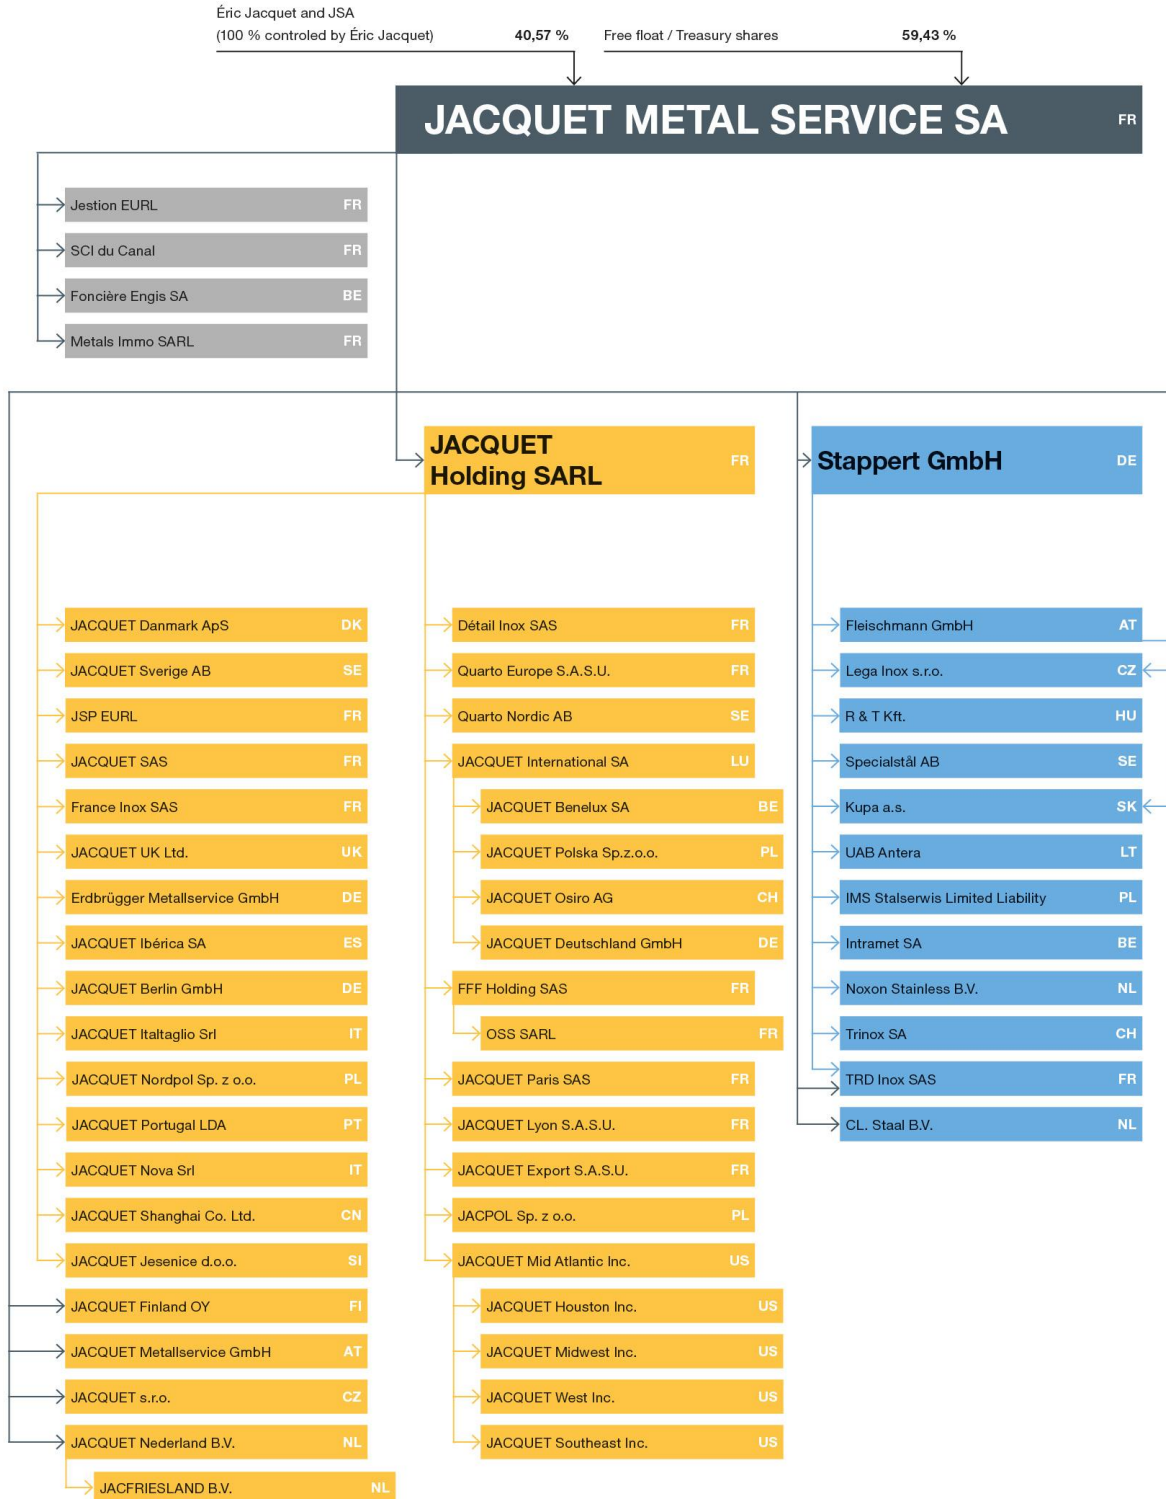 Éric Jacquet and JSA
(100 % controled by Éric Jacquet) 40,57 %
Free float / Treasury shares 59,43 %
JACQUET METAL SERVICE SA FR
Jestion EURL FR
SCI du Canal FR
Foncière Engis SA BE
Metals Immo SARL FR
JACQUET
Holding SARL FR
Stappert GmbH DE
JACQUET Danmark ApS DK
JACQUET Sverige AB SE
JSP EURL FR
JACQUET SAS FR
France Inox SAS FR
JACQUET UK Ltd. UK
Erdbrügger Metallservice GmbH DE
JACQUET Ibérica SA ES
JACQUET Berlin GmbH DE
JACQUET Italtaglio Srl IT
JACQUET Nordpol Sp. z o.o. PL
JACQUET Portugal LDA PT
JACQUET Nova Srl IT
JACQUET Shanghai Co. Ltd. CN
JACQUET Jesenice d.o.o. SI
JACQUET Finland OY FI
JACQUET Metallservice GmbH AT
JACQUET s.r.o. CZ
JACQUET Nederland B.V. NL
JACFRIESLAND B.V. NL
Détail Inox SAS FR
Quarto Europe S.A.S.U. FR
Quarto Nordic AB SE
JACQUET International SA LU
JACQUET Benelux SA BE
JACQUET Polska Sp.z.o.o. PL
JACQUET Osiro AG CH
JACQUET Deutschland GmbH DE
FFF Holding SAS FR
OSS SARL FR
JACQUET Paris SAS FR
JACQUET Lyon S.A.S.U. FR
JACQUET Export S.A.S.U. FR
JACPOL Sp. z o.o. PL
JACQUET Mid Atlantic Inc. US
JACQUET Houston Inc. US
JACQUET Midwest Inc. US
JACQUET West Inc. US
JACQUET Southeast Inc. US
Fleischmann GmbH AT
Lega Inox s.r.o. CZ
R & T Kft. HU
Specialstål AB SE
Kupa a.s. SK
UAB Antera LT
IMS Stalserwis Limited Liability PL
Intramet SA BE
Noxon Stainless B.V. NL
Trinox SA CH
TRD Inox SAS FR
CL. Staal B.V. NL